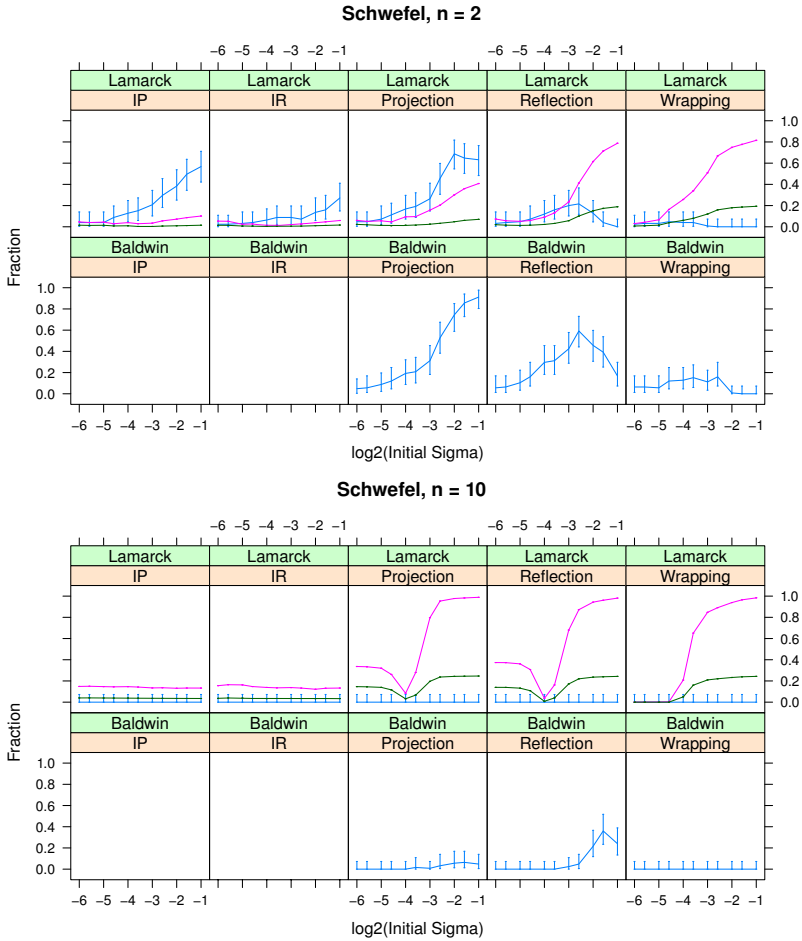 Schwefel, n = 2
−6 −5 −4 −3 −2 −1 −6 −5 −4 −3 −2 −1
Lamarck Lamarck Lamarck Lamarck Lamarck
IP IR Projection Reflection Wrapping
1.0
0.8
0.6
0.4
0.2
0.0
Fraction
Baldwin Baldwin Baldwin Baldwin Baldwin
IP IR Projection Reflection Wrapping
1.0
0.8
0.6
0.4
0.2
0.0
−6 −5 −4 −3 −2 −1 −6 −5 −4 −3 −2 −1 −6 −5 −4 −3 −2 −1
log2(Initial Sigma)
Schwefel, n = 10
−6 −5 −4 −3 −2 −1 −6 −5 −4 −3 −2 −1
Lamarck Lamarck Lamarck Lamarck Lamarck
IP IR Projection Reflection Wrapping
1.0
0.8
0.6
0.4
0.2
0.0
Fraction
Baldwin Baldwin Baldwin Baldwin Baldwin
IP IR Projection Reflection Wrapping
1.0
0.8
0.6
0.4
0.2
0.0
−6 −5 −4 −3 −2 −1 −6 −5 −4 −3 −2 −1 −6 −5 −4 −3 −2 −1
log2(Initial Sigma)